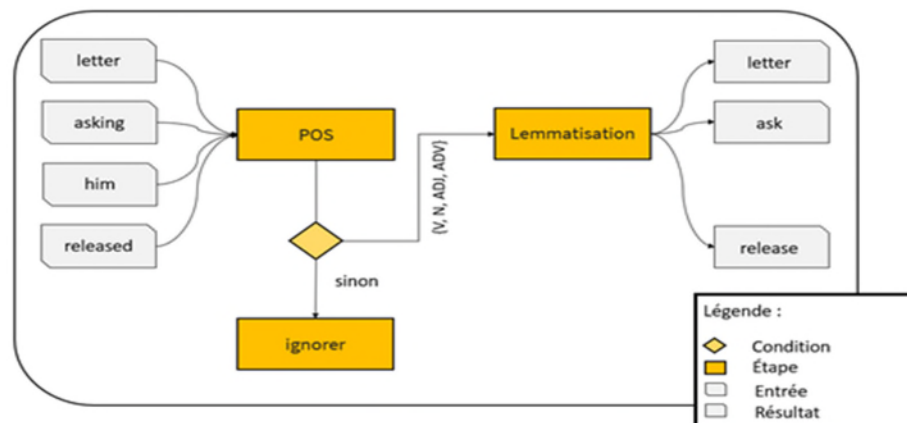 letter
asking
him
released
POS
{V, N, ADJ, ADV}
sinon
ignorer
Lemmatisation
letter
ask
release
Légende :
Condition
Étape
Entrée
Résultat